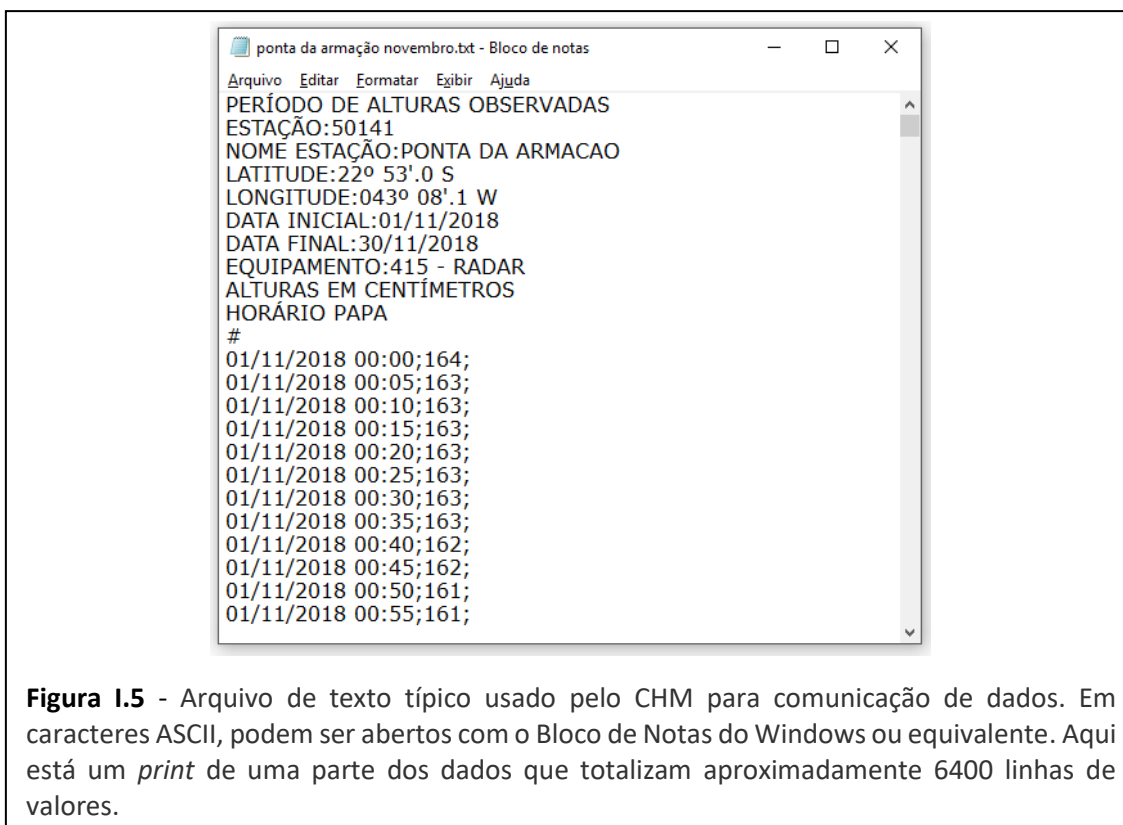 ponta da armação novembro.txt - Bloco de notas
Arquivo Editar Formatar Exibir Ajuda
PERÍODO DE ALTURAS OBSERVADAS
ESTAÇÃO:50141
NOME ESTAÇÃO:PONTA DA ARMACAO
LATITUDE:22º 53'.0 S
LONGITUDE:043º 08'.1 W
DATA INICIAL:01/11/2018
DATA FINAL:30/11/2018
EQUIPAMENTO:415 - RADAR
ALTURAS EM CENTÍMETROS
HORÁRIO PAPA
#
01/11/2018 00:00;164;
01/11/2018 00:05;163;
01/11/2018 00:10;163;
01/11/2018 00:15;163;
01/11/2018 00:20;163;
01/11/2018 00:25;163;
01/11/2018 00:30;163;
01/11/2018 00:35;163;
01/11/2018 00:40;162;
01/11/2018 00:45;162;
01/11/2018 00:50;161;
01/11/2018 00:55;161;
Figura I.5 - Arquivo de texto típico usado pelo CHM para comunicação de dados. Em
caracteres ASCII, podem ser abertos com o Bloco de Notas do Windows ou equivalente. Aqui
está um print de uma parte dos dados que totalizam aproximadamente 6400 linhas de
valores.